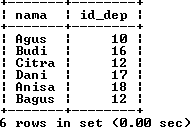 nama id_dep
Agus 10
Budi 16
Citra 12
Dani 17
Anisa 18
Bagus 12
6 rows in set (0.00 sec)